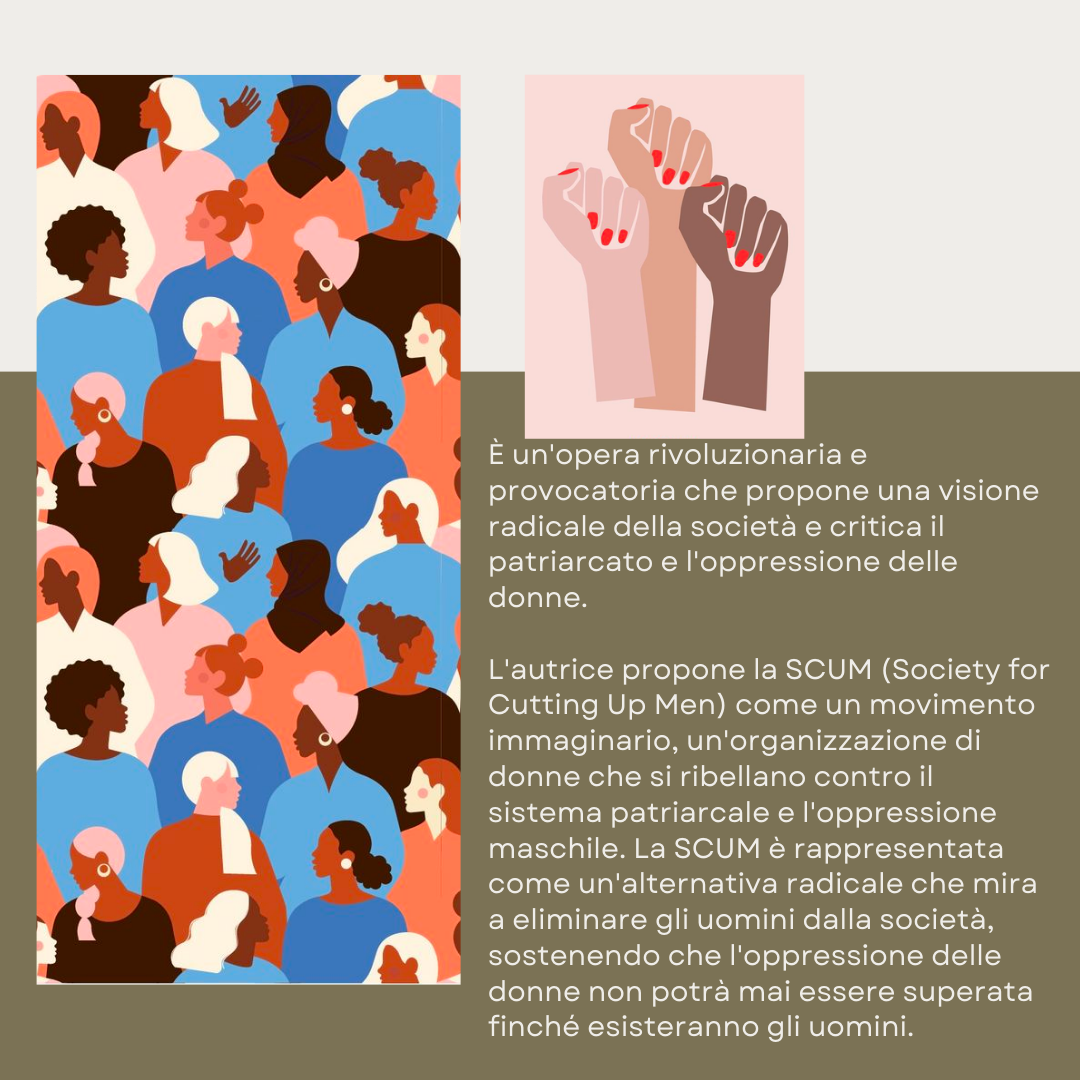 È un'opera rivoluzionaria e
provocatoria che propone una visione
radicale della società e critica il
patriarcato e l'oppressione delle
donne.
L'autrice propone la SCUM (Society for
Cutting Up Men) come un movimento
immaginario, un'organizzazione di
donne che si ribellano contro il
sistema patriarcale e l'oppressione
maschile. La SCUM è rappresentata
come un'alternativa radicale che mira
a eliminare gli uomini dalla società,
sostenendo che l'oppressione delle
donne non potrà mai essere superata
finché esisteranno gli uomini.